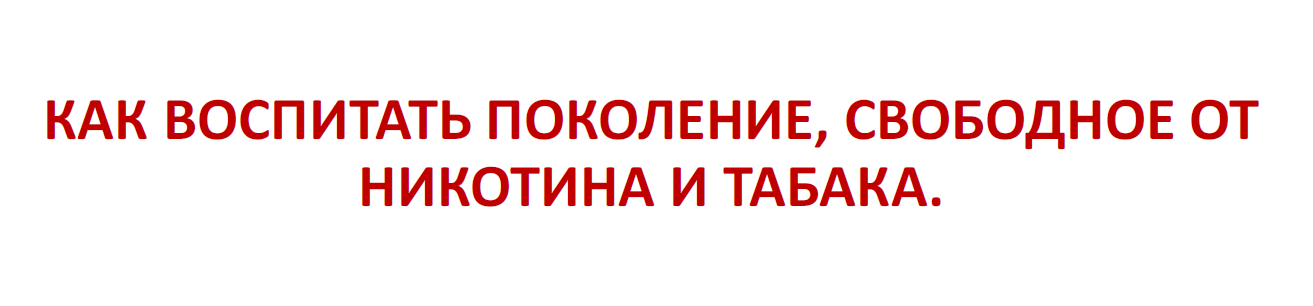 КАК ВОСПИТАТЬ ПОКОЛЕНИЕ, СВОБОДНОЕ ОТ
НИКОТИНА И ТАБАКА.